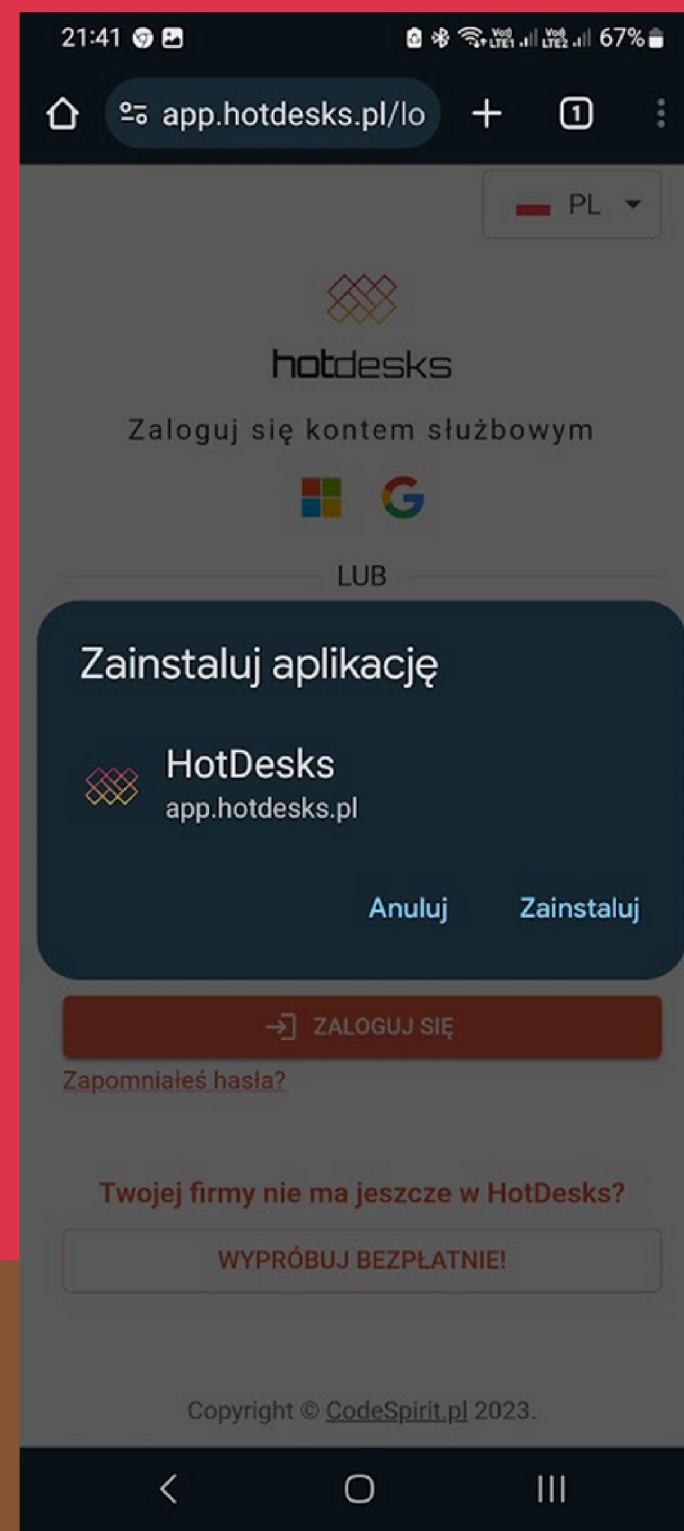 21:41 67%
app.hotdesks.pl/lo 1
PL
hotdesks
Zaloguj się kontem służbowym
LUB
Zainstaluj aplikację
HotDesks
app.hotdesks.pl
Anuluj Zainstaluj
ZALOGUJ SIĘ
Zapomniałeś hasła?
Twojej firmy nie ma jeszcze w HotDesks?
WYPRÓBUJ BEZPŁATNIE!
Copyright © CodeSpirit.pl 2023.